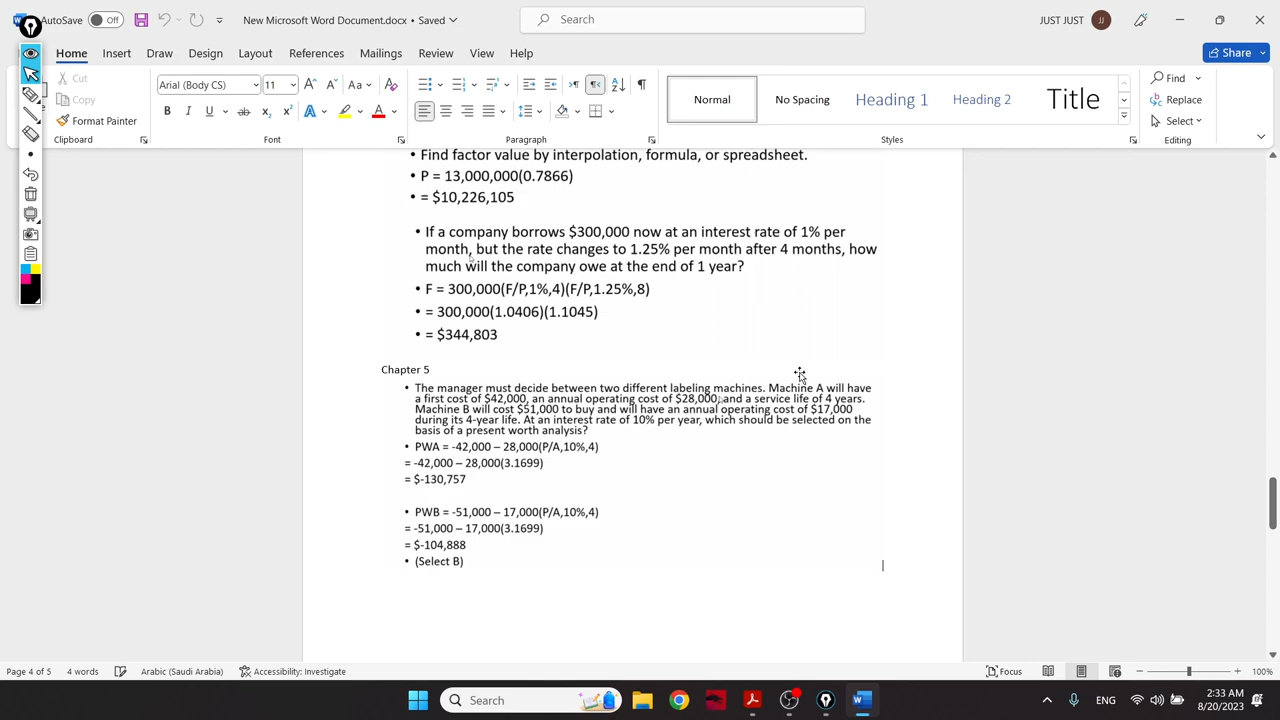 AutoSave Off New Microsoft Word Document.docx • Saved Search JUST JUST JJ
Home Insert Draw Design Layout References Mailings Review View Help Share
Cut
Copy
Format Painter
Clipboard
Arial (Body CS) 11
Font
Paragraph
Normal No Spacing Heading 1 Heading 2 Title
Styles
Find
Replace
Select
Editing
• Find factor value by interpolation, formula, or spreadsheet.
• P = 13,000,000(0.7866)
• = $10,226,105
• If a company borrows $300,000 now at an interest rate of 1% per
month, but the rate changes to 1.25% per month after 4 months, how
much will the company owe at the end of 1 year?
• F = 300,000(F/P,1%,4)(F/P,1.25%,8)
• = 300,000(1.0406)(1.1045)
• = $344,803
Chapter 5
• The manager must decide between two different labeling machines. Machine A will have
a first cost of $42,000, an annual operating cost of $28,000, and a service life of 4 years.
Machine B will cost $51,000 to buy and will have an annual operating cost of $17,000
during its 4-year life. At an interest rate of 10% per year, which should be selected on the
basis of a present worth analysis?
• PWA = -42,000 – 28,000(P/A,10%,4)
= -42,000 – 28,000(3.1699)
= $-130,757
• PWB = -51,000 – 17,000(P/A,10%,4)
= -51,000 – 17,000(3.1699)
= $-104,888
• (Select B)
Page 4 of 5 4 words Arabic (Saudi Arabia) Accessibility: Investigate Focus 100%
Search ENG 2:33 AM
8/20/2023